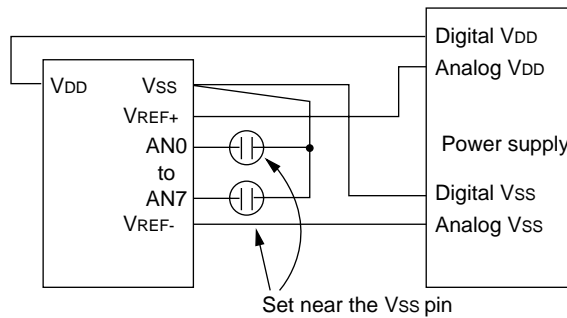 Digital VDD
VDD
VSS
Analog VDD
VREF+
AN0
Power supply
to
AN7
Digital VSS
VREF-
Analog VSS
Set near the VSS pin